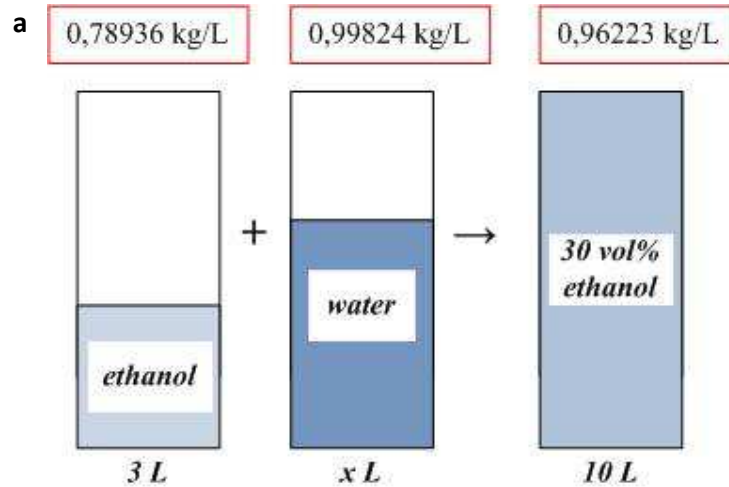 a
0,78936 kg/L
0,99824 kg/L
0,96223 kg/L
+
→
ethanol
water
30 vol%
ethanol
3 L
x L
10 L